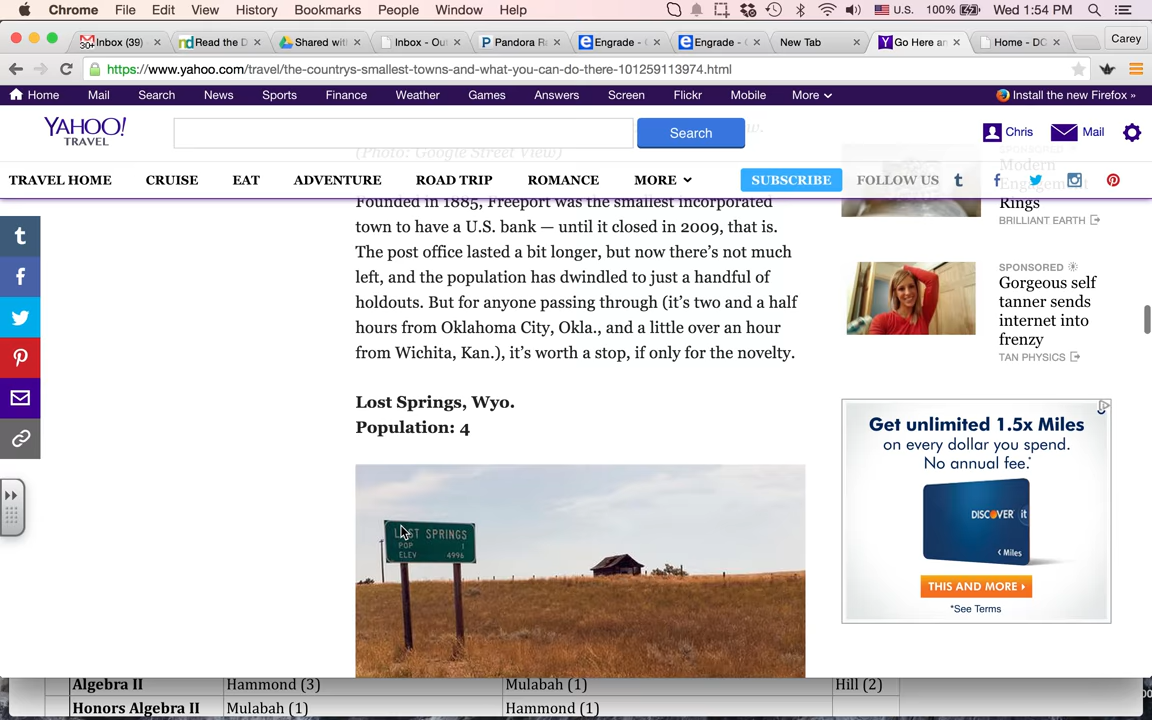 Chrome File Edit View History Bookmarks People Window Help U.S. 100% Wed 1:54 PM
30+ Inbox (39) Read the D Shared wit Inbox - Out Pandora R Engrade - Engrade - New Tab Go Here an Home - DC Carey
https://www.yahoo.com/travel/the-countrys-smallest-towns-and-what-you-can-do-there-101259113974.html
Home Mail Search News Sports Finance Weather Games Answers Screen Flickr Mobile More Install the new Firefox »
YAHOO!
TRAVEL
Search
Chris Mail
(Photo: Google Street View)
TRAVEL HOME CRUISE EAT ADVENTURE ROAD TRIP ROMANCE MORE SUBSCRIBE FOLLOW US
Founded in 1885, Freeport was the smallest incorporated
town to have a U.S. bank — until it closed in 2009, that is.
The post office lasted a bit longer, but now there's not much
left, and the population has dwindled to just a handful of
holdouts. But for anyone passing through (it's two and a half
hours from Oklahoma City, Okla., and a little over an hour
from Wichita, Kan.), it's worth a stop, if only for the novelty.
Lost Springs, Wyo.
Population: 4
LOST SPRINGS
POP 1
ELEV 4996
SPONSORED
Modern
Engagement
Rings
BRILLIANT EARTH
SPONSORED
Gorgeous self
tanner sends
internet into
frenzy
TAN PHYSICS
Get unlimited 1.5x Miles
on every dollar you spend.
No annual fee.*
DISCOVER it
Miles
THIS AND MORE
*See Terms
Algebra II Hammond (3) Mulabah (1) Hill (2)
Honors Algebra II Mulabah (1) Hammond (1)